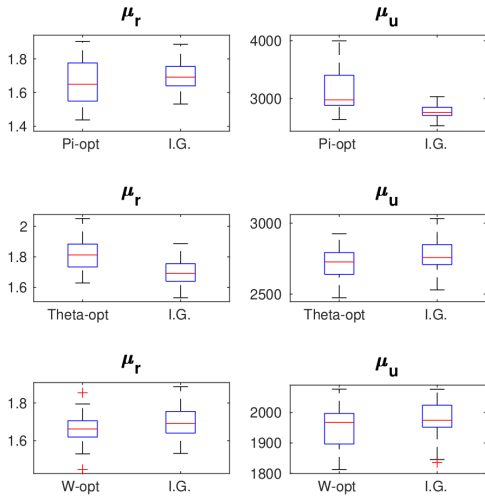 μr μu
1.8
1.6
1.4
Pi-opt I.G.
4000
3000
Pi-opt I.G.
μr μu
2
1.8
1.6
Theta-opt I.G.
3000
2500
Theta-opt I.G.
μr μu
1.8
1.6
W-opt I.G.
2000
1900
1800
W-opt I.G.